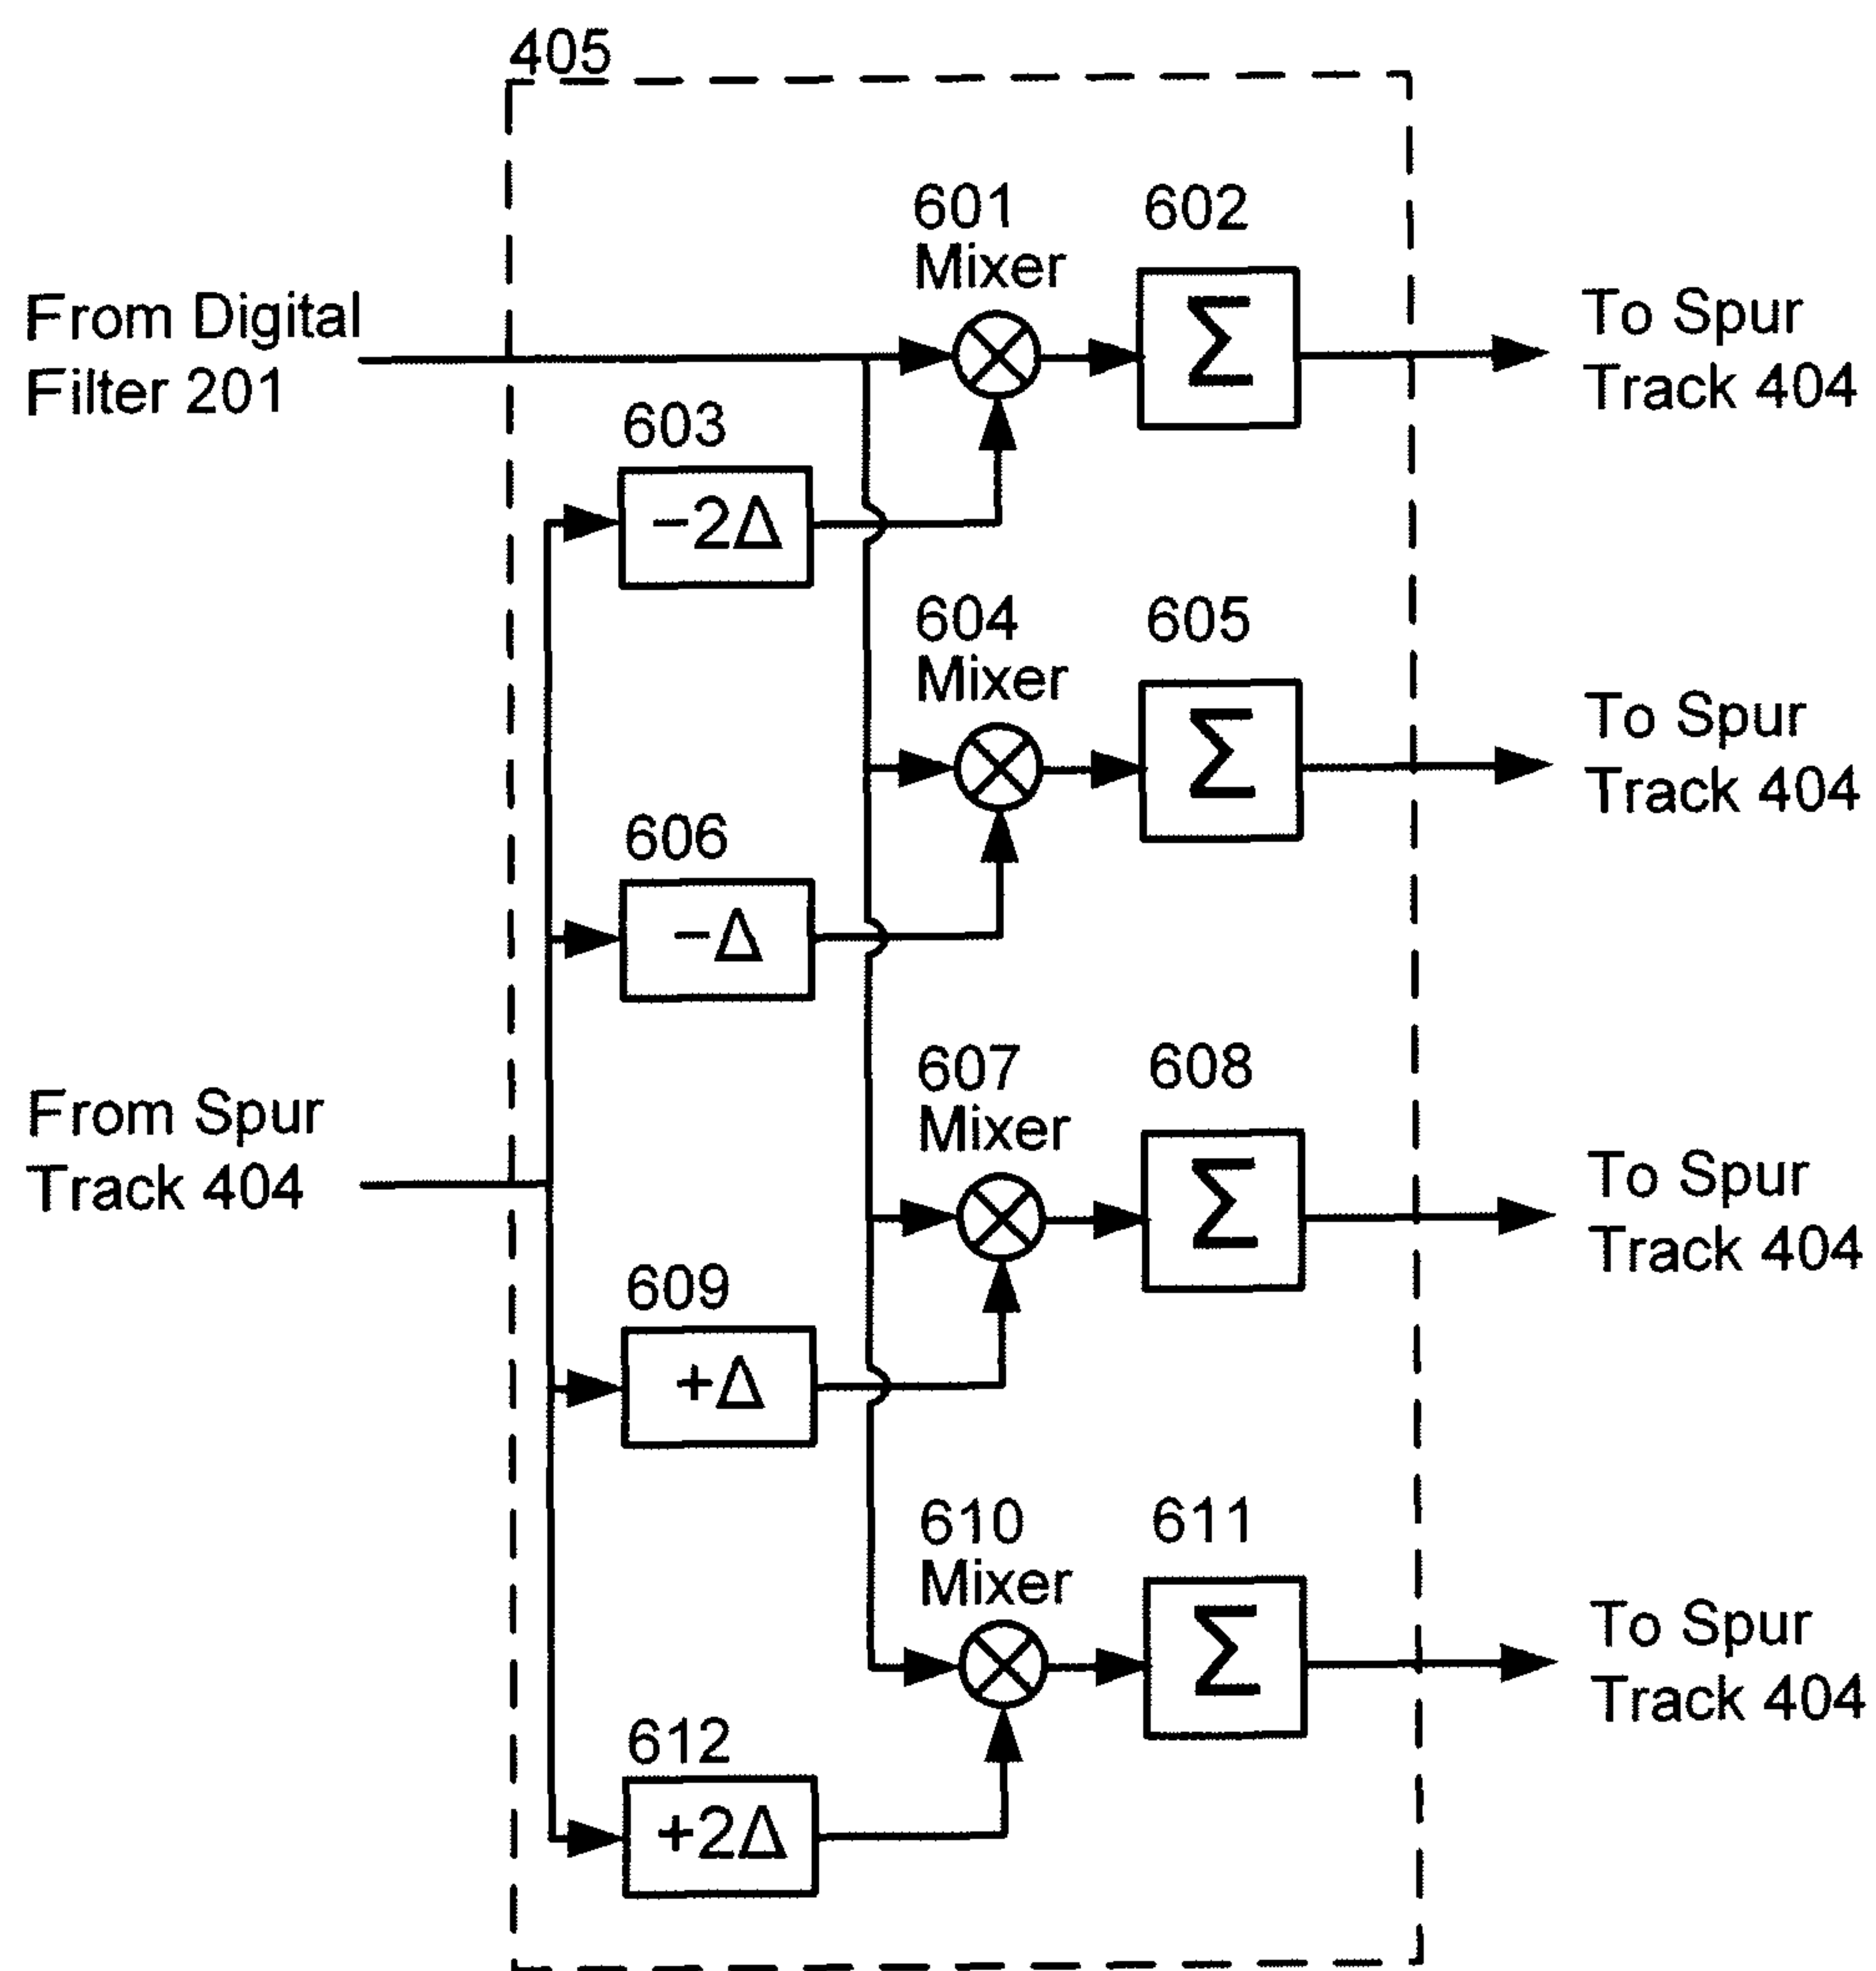 405
601
Mixer
602
Σ
From Digital
Filter 201
To Spur
Track 404
603
−2Δ
604
Mixer
605
Σ
To Spur
Track 404
606
−Δ
607
Mixer
608
Σ
From Spur
Track 404
To Spur
Track 404
609
+Δ
610
Mixer
611
Σ
To Spur
Track 404
612
+2Δ